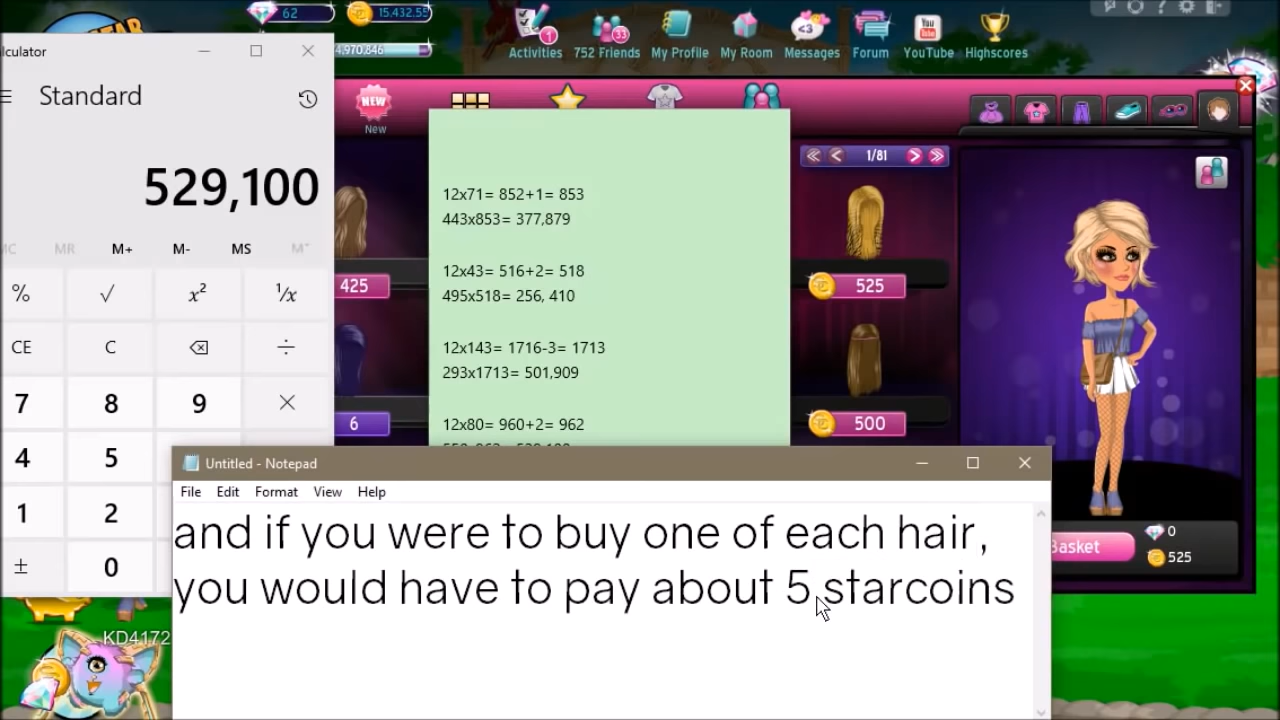 62
15,432.55
4,970,846
1
33
<3
You
Tube
Activities
752 Friends
My Profile
My Room
Messages
Forum
YouTube
Highscores
lculator
Standard
529,100
MC
MR
M+
M-
MS
M˅
%
√
x²
¹/x
CE
C
÷
7
8
9
×
4
5
1
2
±
0
NEW
New
1/81
425
6
525
500
12x71= 852+1= 853
443x853= 377,879
12x43= 516+2= 518
495x518= 256, 410
12x143= 1716-3= 1713
293x1713= 501,909
12x80= 960+2= 962
0
Basket
525
Untitled - Notepad
File Edit Format View Help
and if you were to buy one of each hair,
you would have to pay about 5 starcoins
KD4172